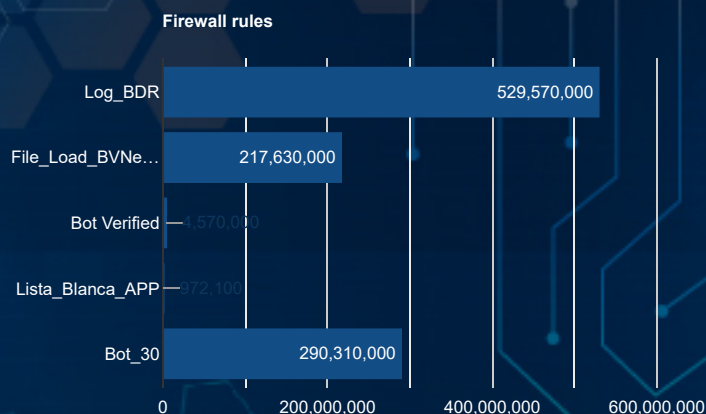 Firewall rules
Log_BDR
529,570,000
File_Load_BVNe…
217,630,000
Bot Verified
4,570,000
Lista_Blanca_APP
972,100
Bot_30
290,310,000
0
200,000,000
400,000,000
600,000,000